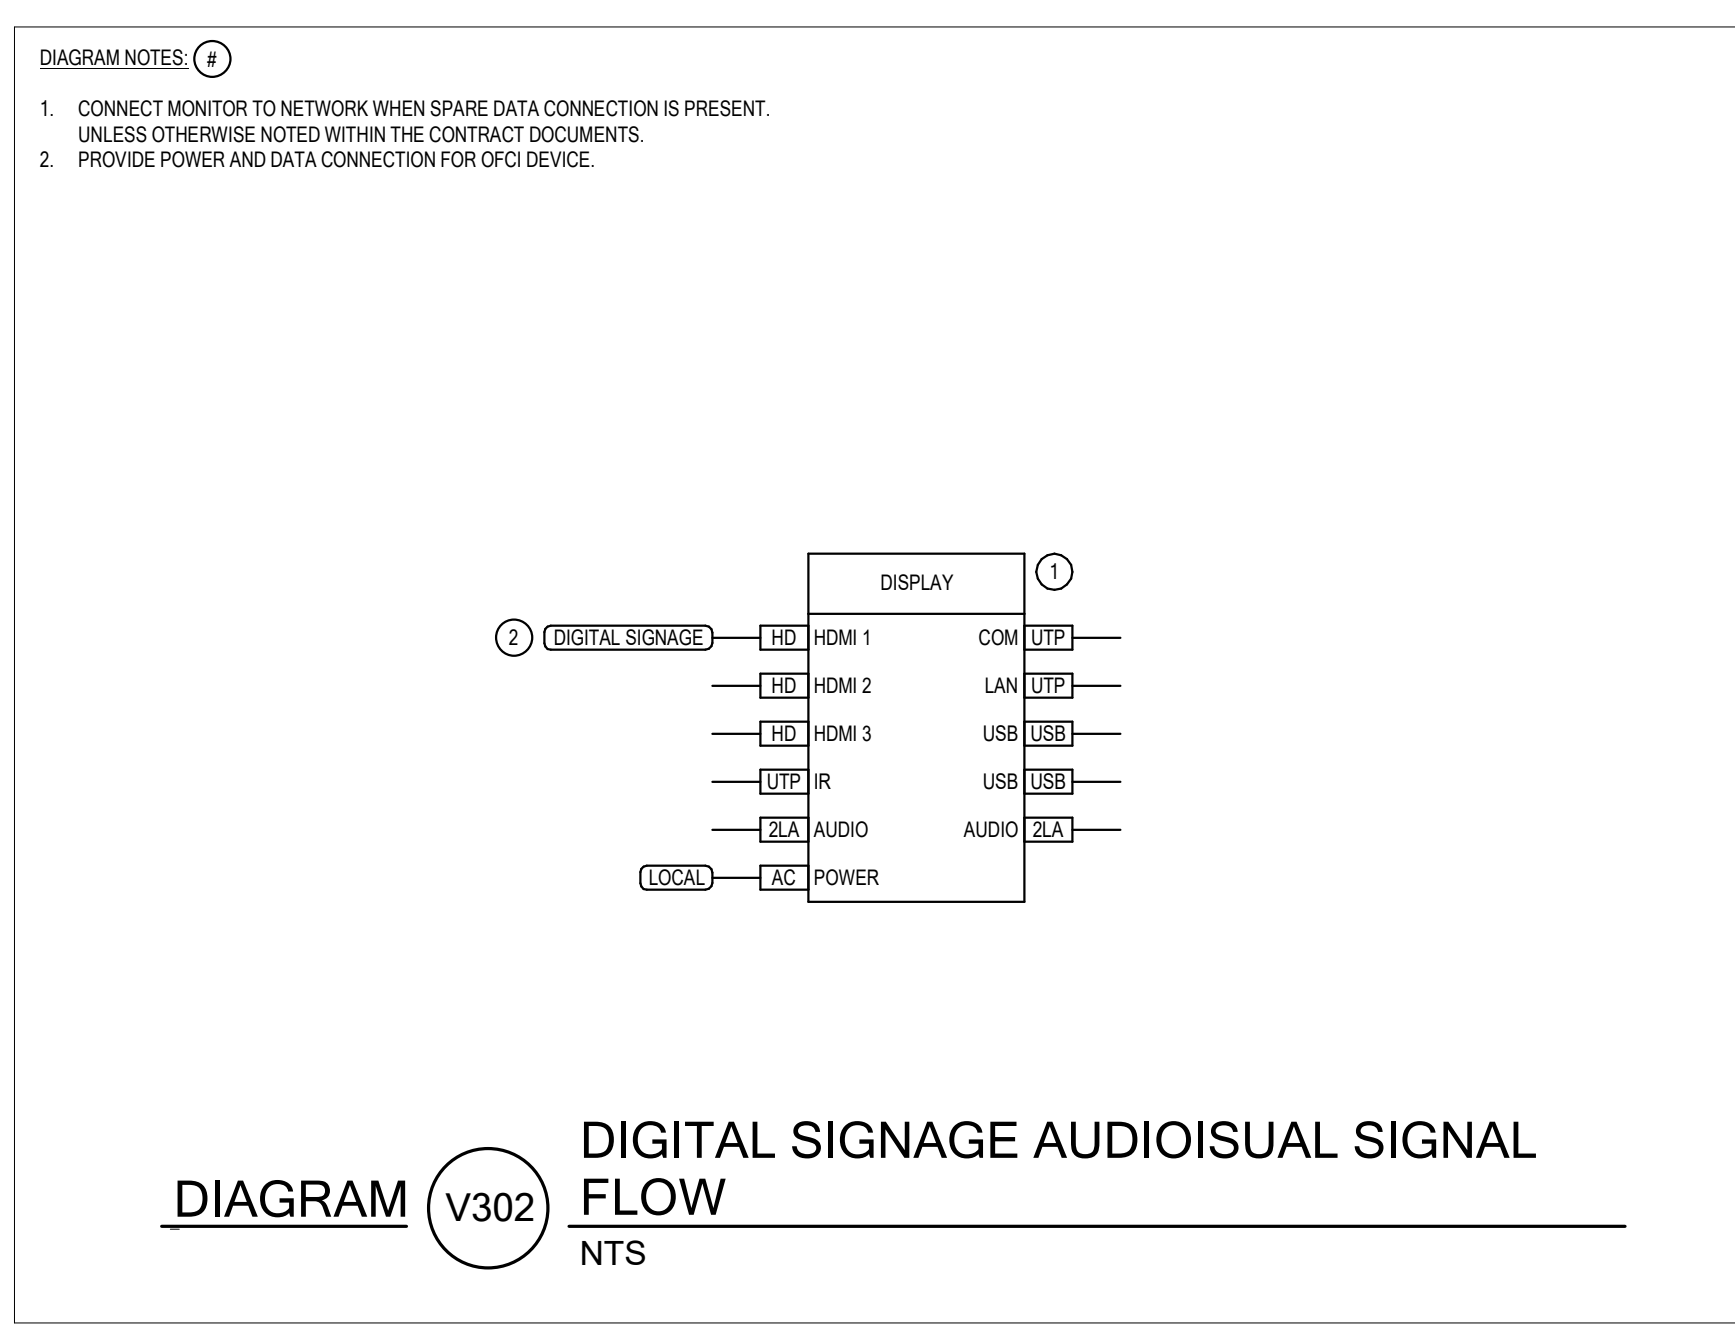 DIAGRAM NOTES: #
1. CONNECT MONITOR TO NETWORK WHEN SPARE DATA CONNECTION IS PRESENT.
UNLESS OTHERWISE NOTED WITHIN THE CONTRACT DOCUMENTS.
2. PROVIDE POWER AND DATA CONNECTION FOR OFCI DEVICE.
DISPLAY 1
2 DIGITAL SIGNAGE HD HDMI 1 COM UTP
HD HDMI 2 LAN UTP
HD HDMI 3 USB USB
UTP IR USB USB
2LA AUDIO AUDIO 2LA
LOCAL AC POWER
DIAGRAM V302
DIGITAL SIGNAGE AUDIOISUAL SIGNAL
FLOW
NTS